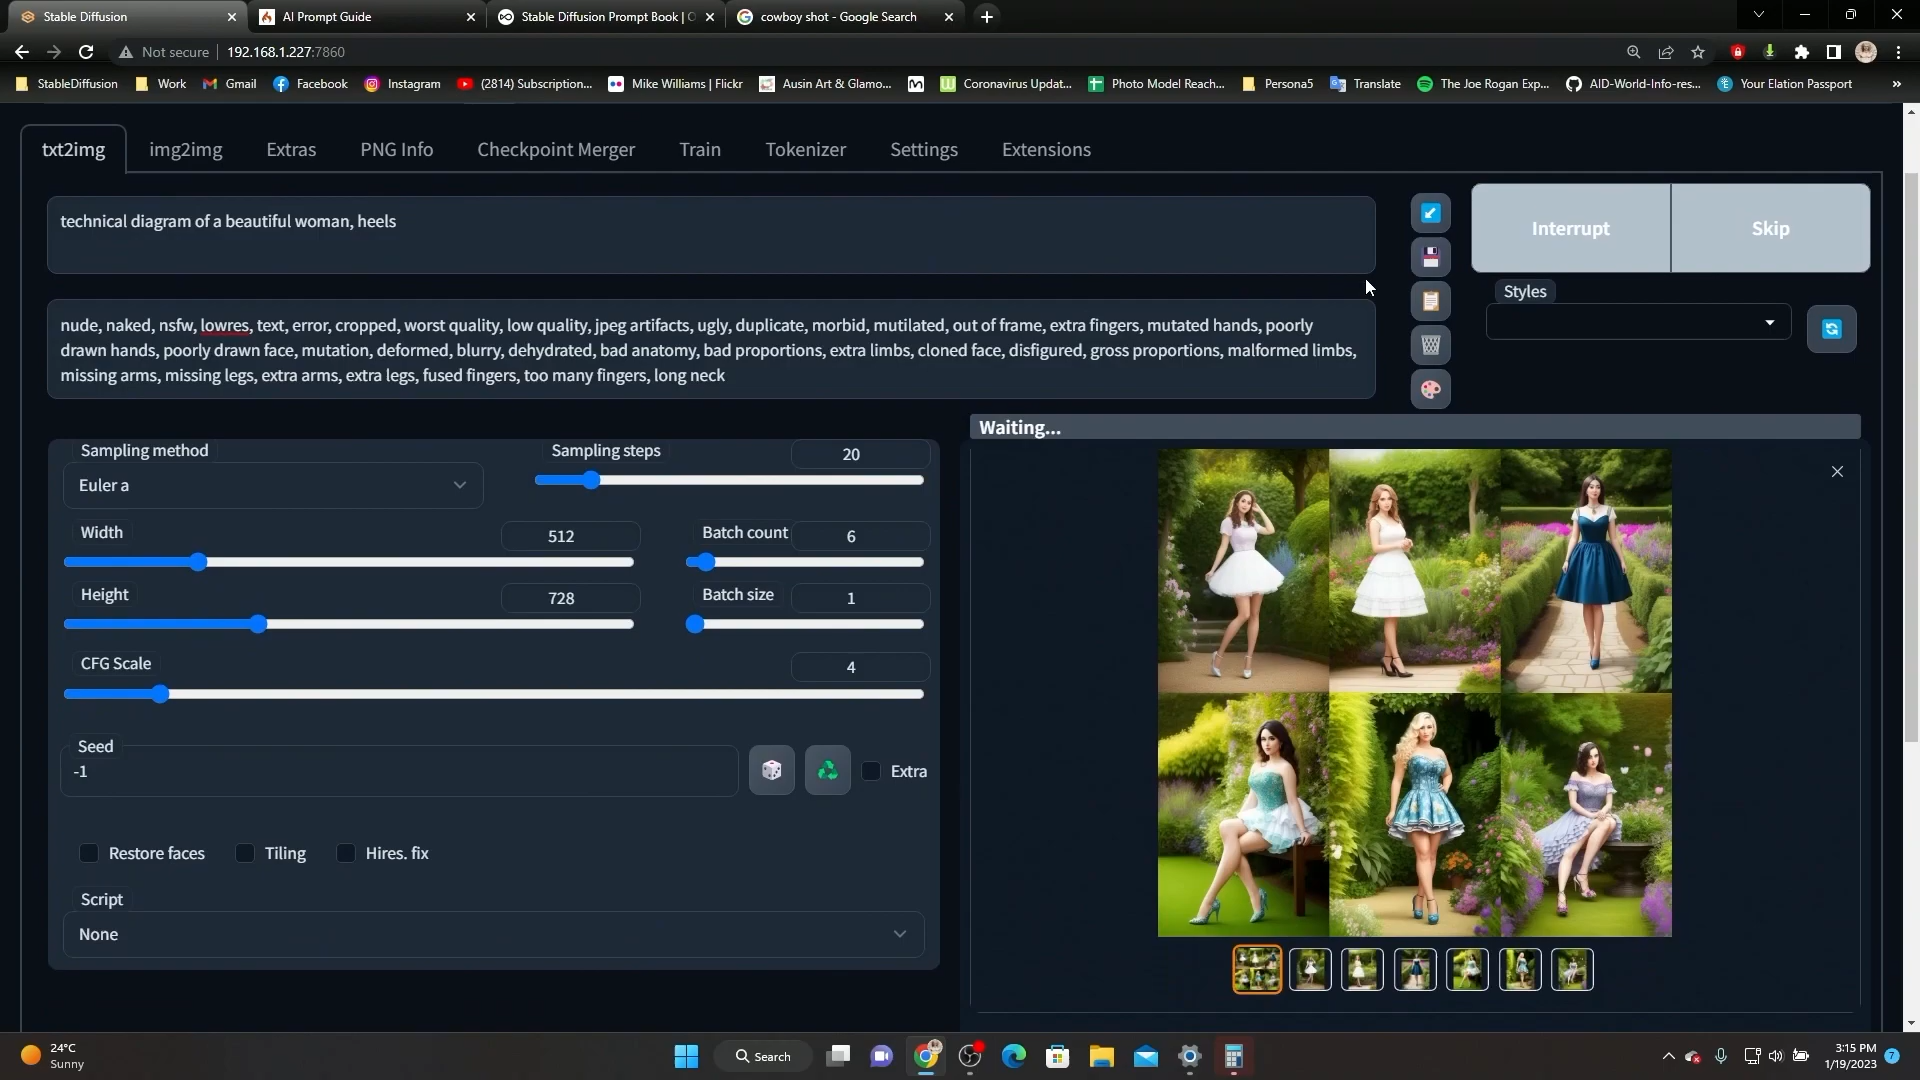 Stable Diffusion
AI Prompt Guide
Stable Diffusion Prompt Book | O
cowboy shot - Google Search
Not secure
192.168.1.227:7860
StableDiffusion
Work
Gmail
Facebook
Instagram
(2814) Subscription...
Mike Williams | Flickr
Ausin Art & Glamo...
Coronavirus Updat...
Photo Model Reach...
Persona5
Translate
The Joe Rogan Exp...
AID-World-Info-res...
Your Elation Passport
»
txt2img
img2img
Extras
PNG Info
Checkpoint Merger
Train
Tokenizer
Settings
Extensions
technical diagram of a beautiful woman, heels
Interrupt
Skip
Styles
nude, naked, nsfw, lowres, text, error, cropped, worst quality, low quality, jpeg artifacts, ugly, duplicate, morbid, mutilated, out of frame, extra fingers, mutated hands, poorly
drawn hands, poorly drawn face, mutation, deformed, blurry, dehydrated, bad anatomy, bad proportions, extra limbs, cloned face, disfigured, gross proportions, malformed limbs,
missing arms, missing legs, extra arms, extra legs, fused fingers, too many fingers, long neck
Waiting...
Sampling method
Euler a
Sampling steps
20
Width
512
Batch count
6
Height
728
Batch size
1
CFG Scale
4
Seed
-1
Extra
Restore faces
Tiling
Hires. fix
Script
None
24°C
Sunny
Search
3:15 PM
1/19/2023
7